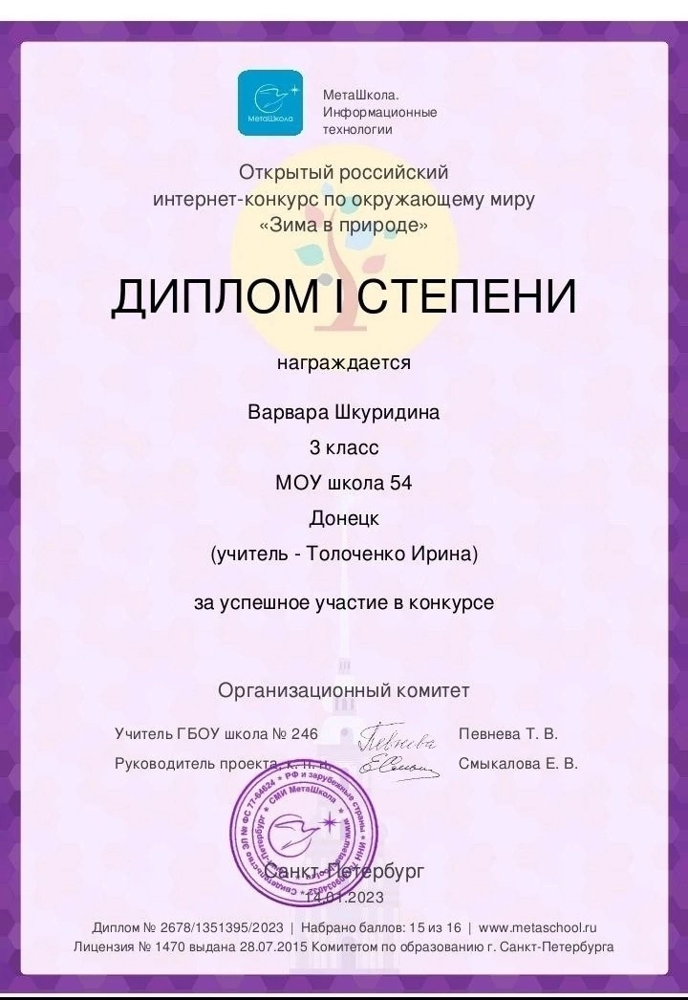 МетаШкола
МетаШкола.
Информационные
технологии
Открытый российский
интернет-конкурс по окружающему миру
«Зима в природе»
ДИПЛОМ I СТЕПЕНИ
награждается
Варвара Шкуридина
3 класс
МОУ школа 54
Донецк
(учитель - Толоченко Ирина)
за успешное участие в конкурсе
Организационный комитет
Учитель ГБОУ школа № 246
Певнева
Певнева Т. В.
Руководитель проекта, к. п. н.
Смыкалова Е. В.
Свидетельство ЭЛ № ФС 77-64624 * РФ и зарубежные страны * ИНН
СМИ МетаШкола * www.metaschool.ru * Санкт-Петербург *
Санкт-Петербург
14.01.2023
Диплом № 2678/1351395/2023 | Набрано баллов: 15 из 16 | www.metaschool.ru
Лицензия № 1470 выдана 28.07.2015 Комитетом по образованию г. Санкт-Петербурга